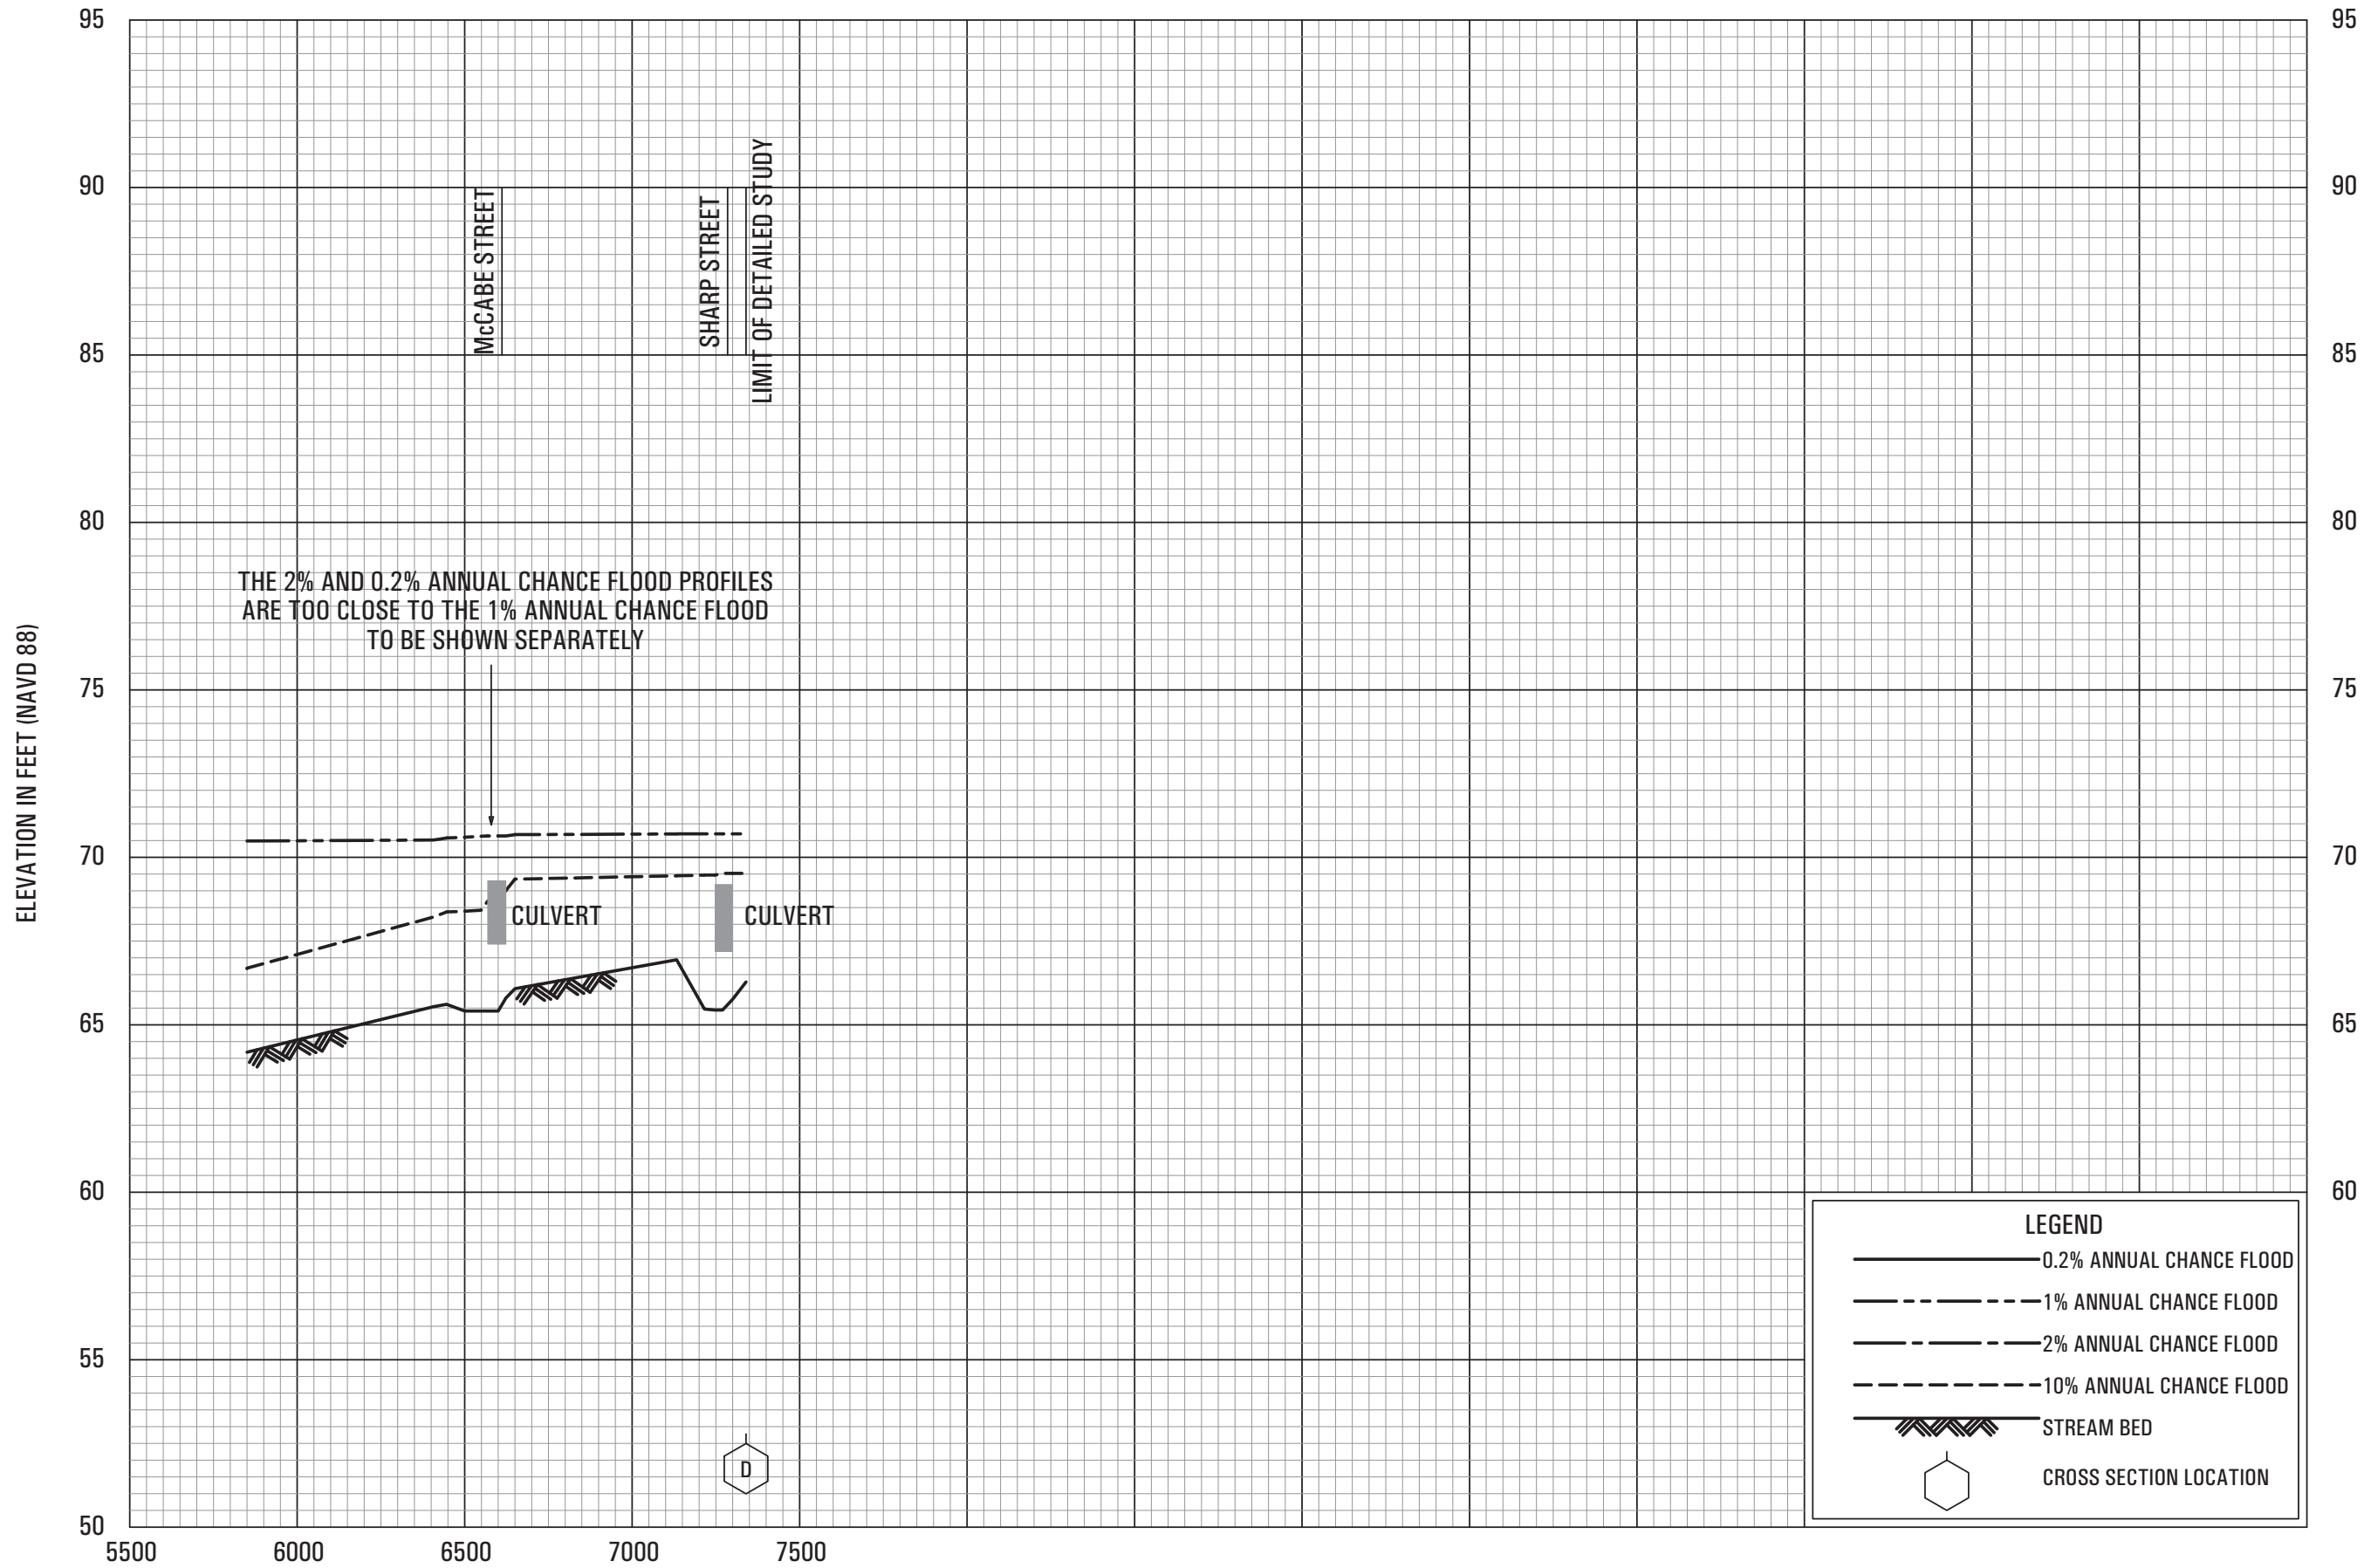 95
95
90
90
85
85
80
80
75
75
70
70
65
65
60
60
55
50
ELEVATION IN FEET (NAVD 88)
McCABE STREET
SHARP STREET
LIMIT OF DETAILED STUDY
THE 2% AND 0.2% ANNUAL CHANCE FLOOD PROFILES
ARE TOO CLOSE TO THE 1% ANNUAL CHANCE FLOOD
TO BE SHOWN SEPARATELY
CULVERT
CULVERT
D
LEGEND
0.2% ANNUAL CHANCE FLOOD
1% ANNUAL CHANCE FLOOD
2% ANNUAL CHANCE FLOOD
10% ANNUAL CHANCE FLOOD
STREAM BED
CROSS SECTION LOCATION
5500
6000
6500
7000
7500